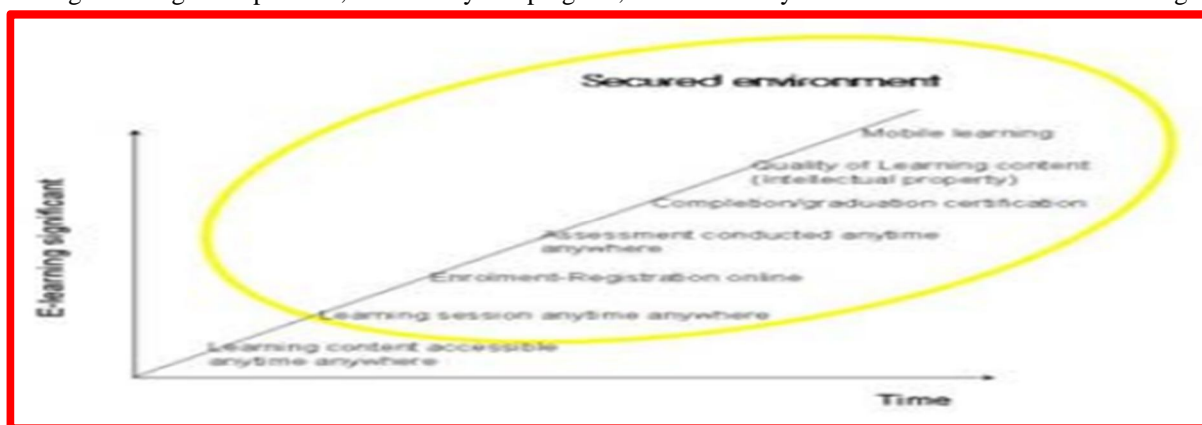 Secured environment
Mobile learning
Quality of Learning content
(Intellectual property)
Completion/graduation certification
Assessment conducted anytime
anywhere
Enrolment-Registration online
Learning session anytime anywhere
Learning content accessible
anytime anywhere
E-learning significant
Time